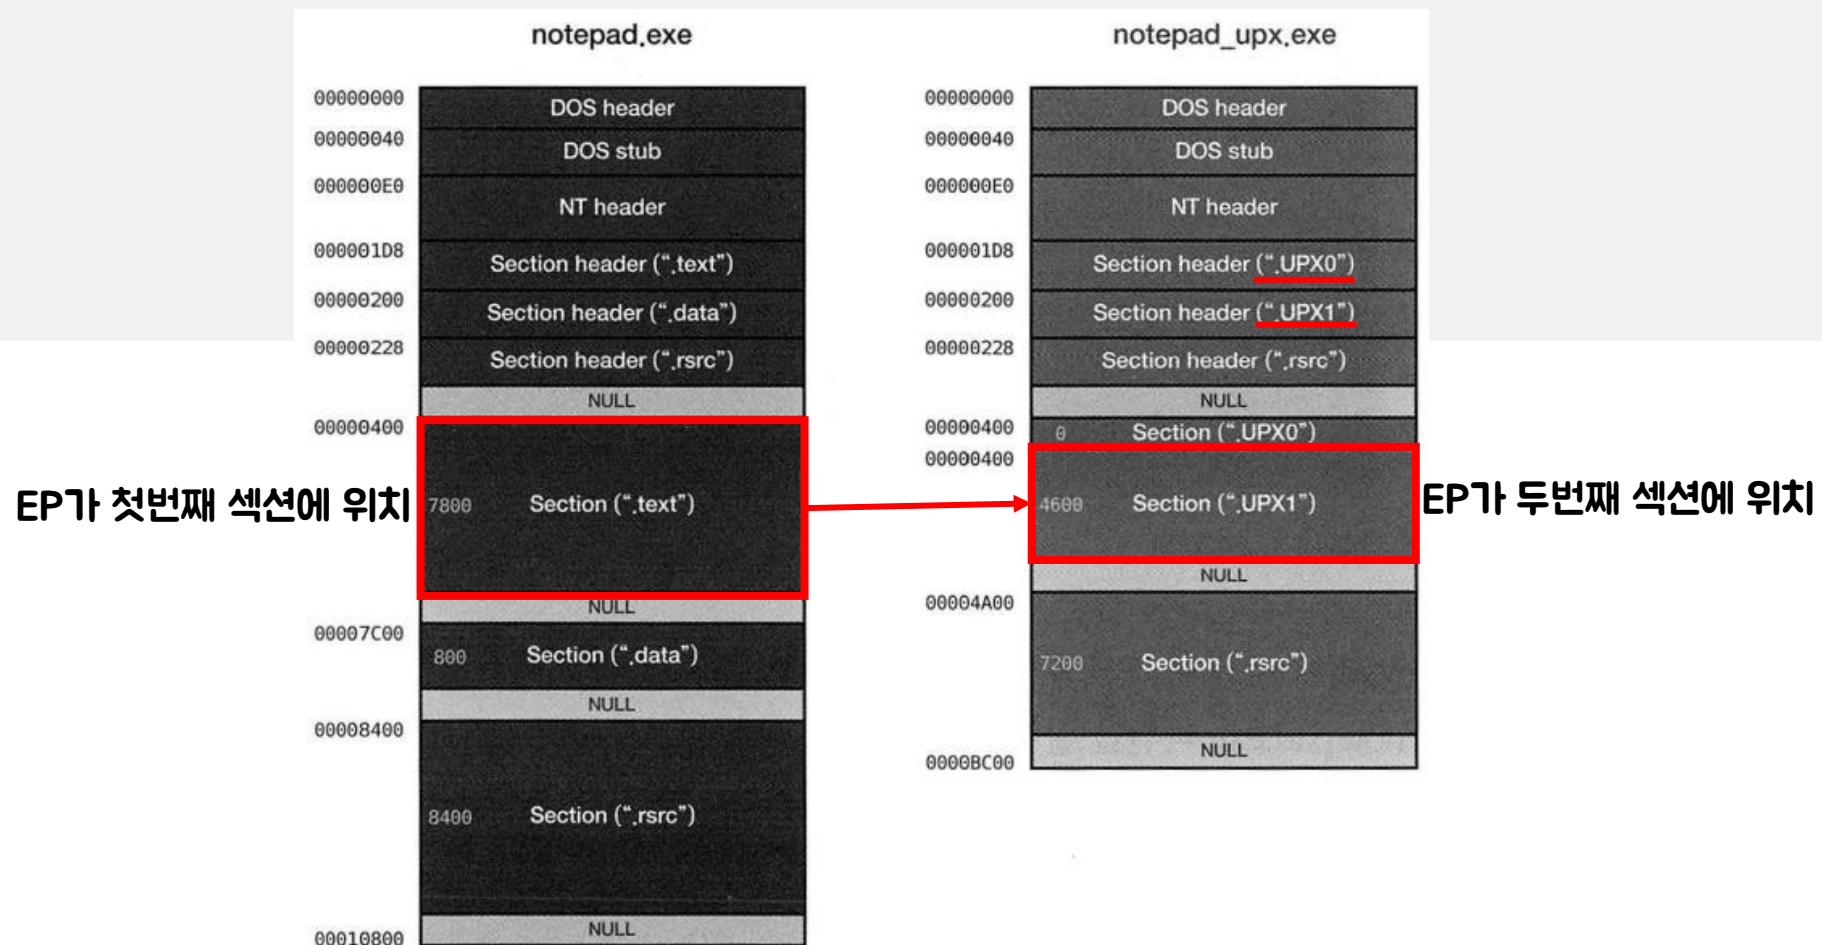 notepad.exe
00000000 DOS header
00000040 DOS stub
000000E0 NT header
000001D8 Section header (“.text”)
00000200 Section header (“.data”)
00000228 Section header (“.rsrc”)
NULL
00000400
EP가 첫번째 섹션에 위치
7800 Section (“.text”)
NULL
00007C00
800 Section (“.data”)
NULL
00008400
8400 Section (“.rsrc”)
NULL
00010800
notepad_upx.exe
00000000 DOS header
00000040 DOS stub
000000E0 NT header
000001D8 Section header (“.UPX0”)
00000200 Section header (“.UPX1”)
00000228 Section header (“.rsrc”)
NULL
00000400 0 Section (“.UPX0”)
00000400
4600 Section (“.UPX1”)
EP가 두번째 섹션에 위치
NULL
00004A00
7200 Section (“.rsrc”)
NULL
0000BC00